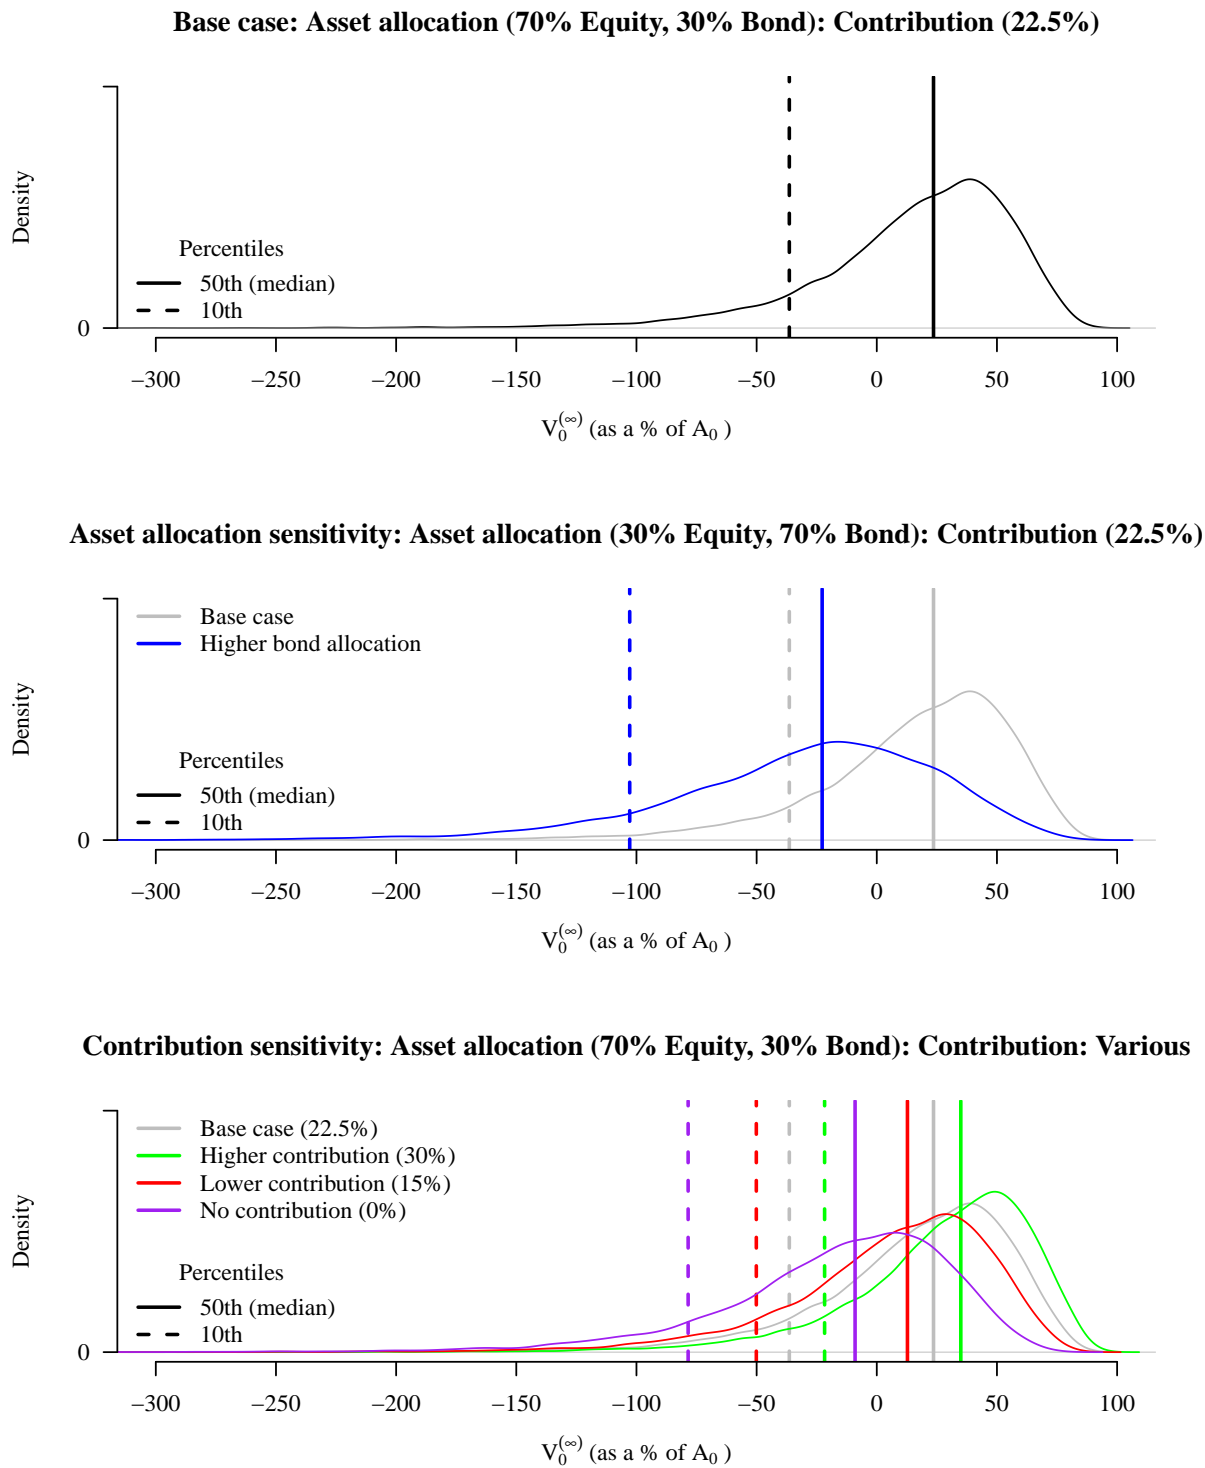 Base case: Asset allocation (70% Equity, 30% Bond): Contribution (22.5%)
Density
Percentiles
50th (median)
10th
0
−300 −250 −200 −150 −100 −50 0 50 100
V₀⁽∞⁾ (as a % of A₀ )
Asset allocation sensitivity: Asset allocation (30% Equity, 70% Bond): Contribution (22.5%)
Base case
Higher bond allocation
Density
Percentiles
50th (median)
10th
0
−300 −250 −200 −150 −100 −50 0 50 100
V₀⁽∞⁾ (as a % of A₀ )
Contribution sensitivity: Asset allocation (70% Equity, 30% Bond): Contribution: Various
Base case (22.5%)
Higher contribution (30%)
Lower contribution (15%)
No contribution (0%)
Density
Percentiles
50th (median)
10th
0
−300 −250 −200 −150 −100 −50 0 50 100
V₀⁽∞⁾ (as a % of A₀ )